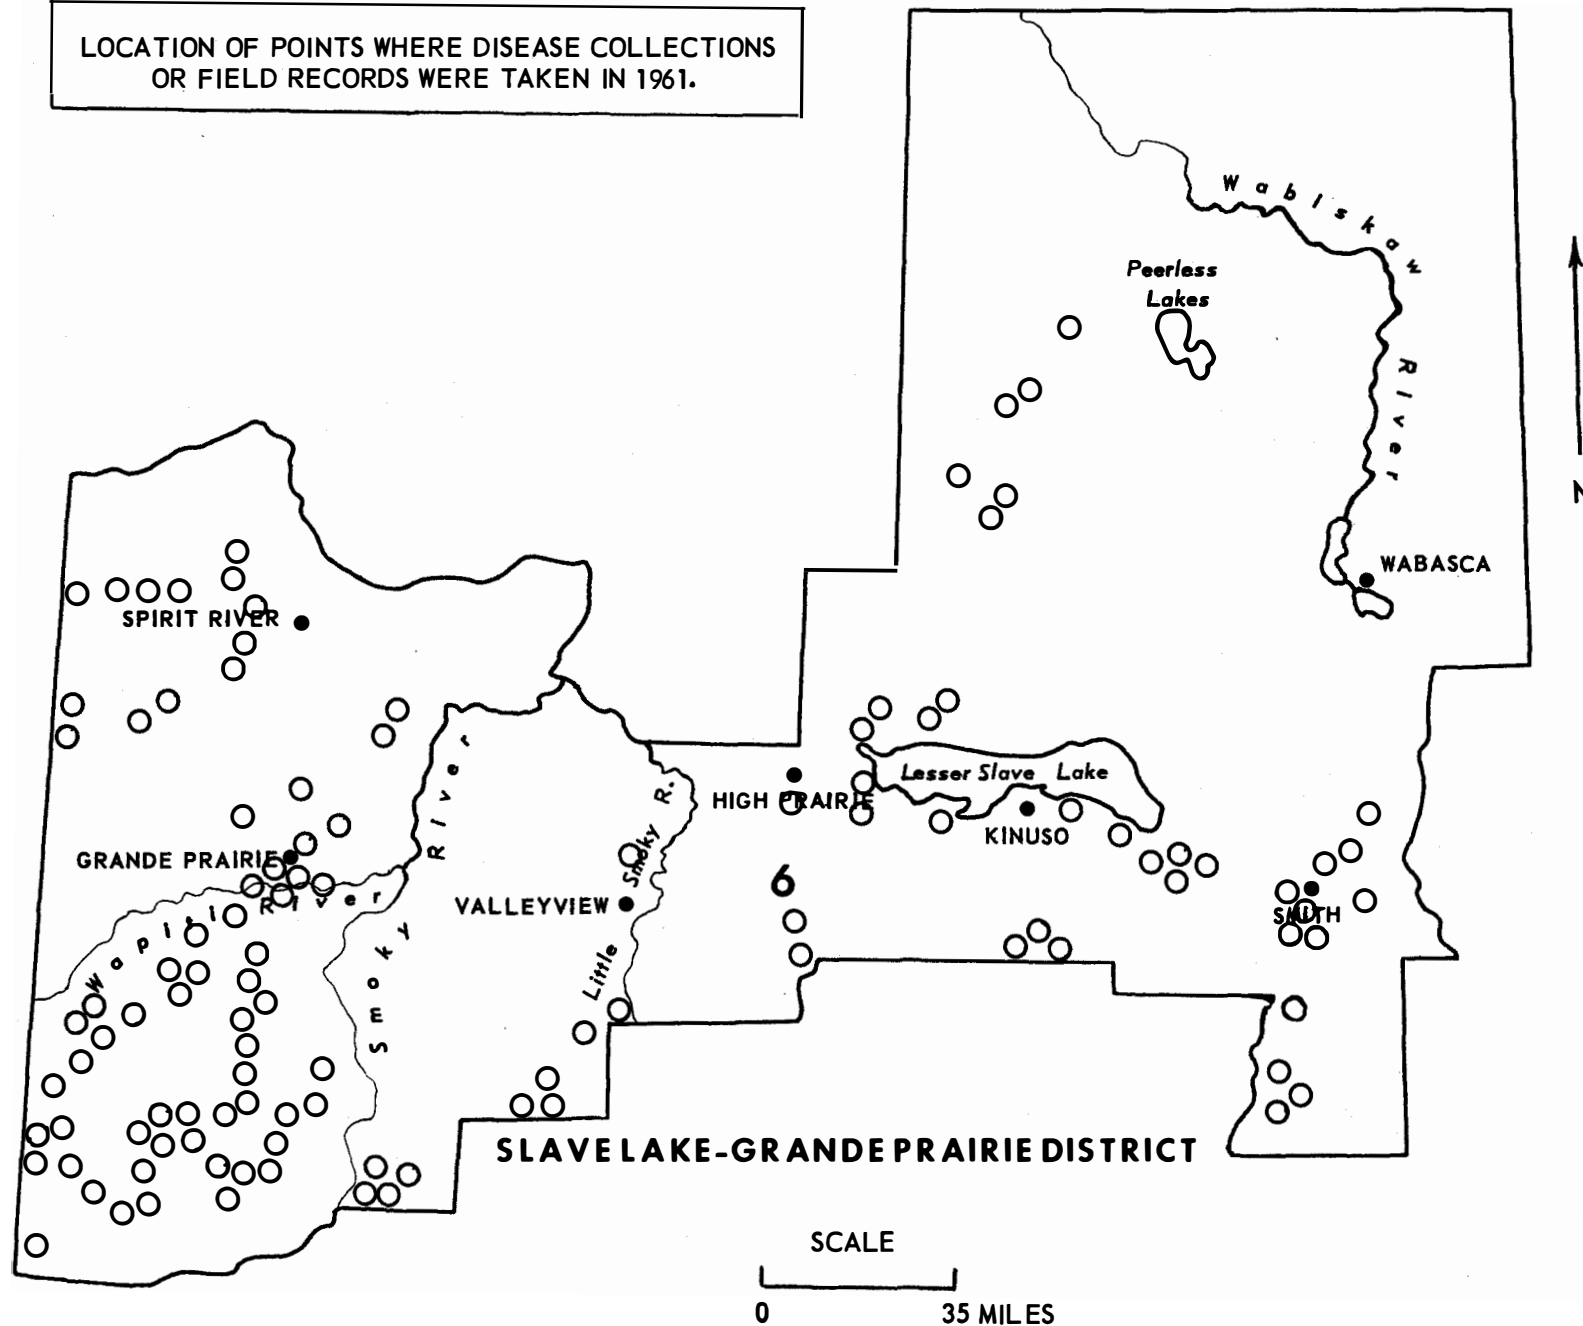 LOCATION OF POINTS WHERE DISEASE COLLECTIONS
OR FIELD RECORDS WERE TAKEN IN 1961.
Wabiskaw River
Peerless
Lakes
N
WABASCA
SPIRIT RIVER
Lesser Slave Lake
HIGH PRAIRIE
KINUSO
GRANDE PRAIRIE
Smoky River
Little Smoky R.
VALLEYVIEW
6
Wapiti River
SMITH
SLAVE LAKE-GRANDE PRAIRIE DISTRICT
SCALE
0 35 MILES